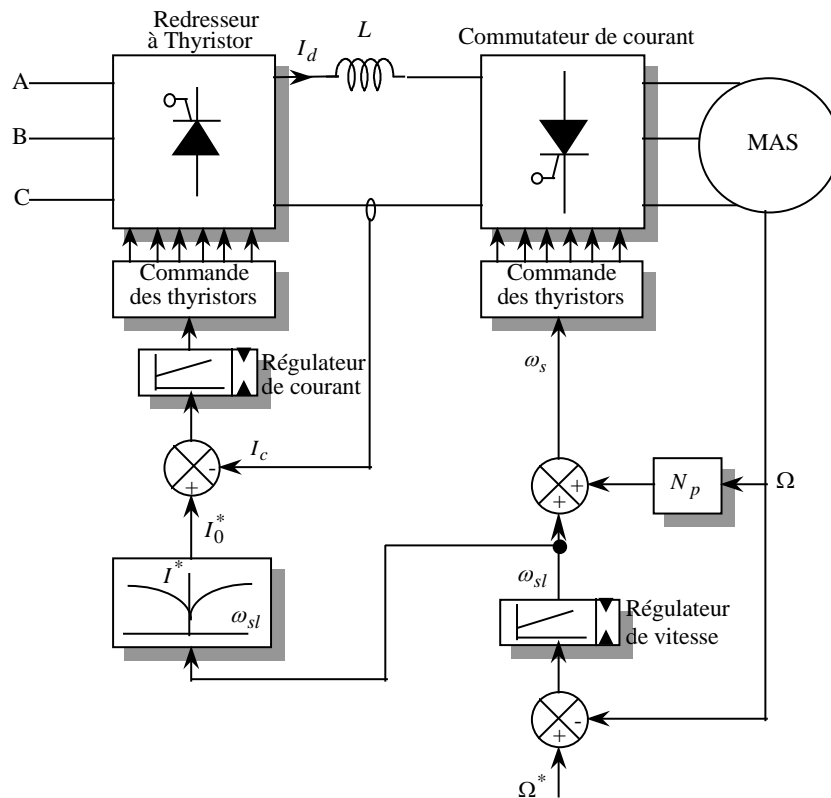 Redresseur
à Thyristor
I_d
L
Commutateur de courant
A
B
C
MAS
Commande
des thyristors
Commande
des thyristors
Régulateur
de courant
ω_s
I_c
-
+
I_0^*
+
+
N_p
Ω
I^*
ω_sl
ω_sl
Régulateur
de vitesse
-
+
Ω^*